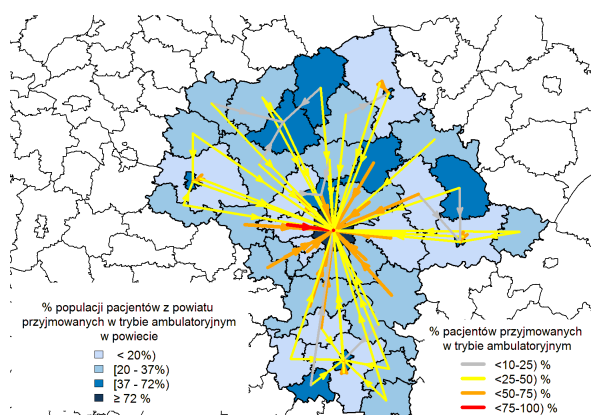 % populacji pacjentów z powiatu
przyjmowanych w trybie ambulatoryjnym
w powiecie
< 20%)
[20 - 37%)
[37 - 72%)
≥ 72 %
% pacjentów przyjmowanych
w trybie ambulatoryjnym
<10-25) %
<25-50) %
<50-75) %
<75-100) %